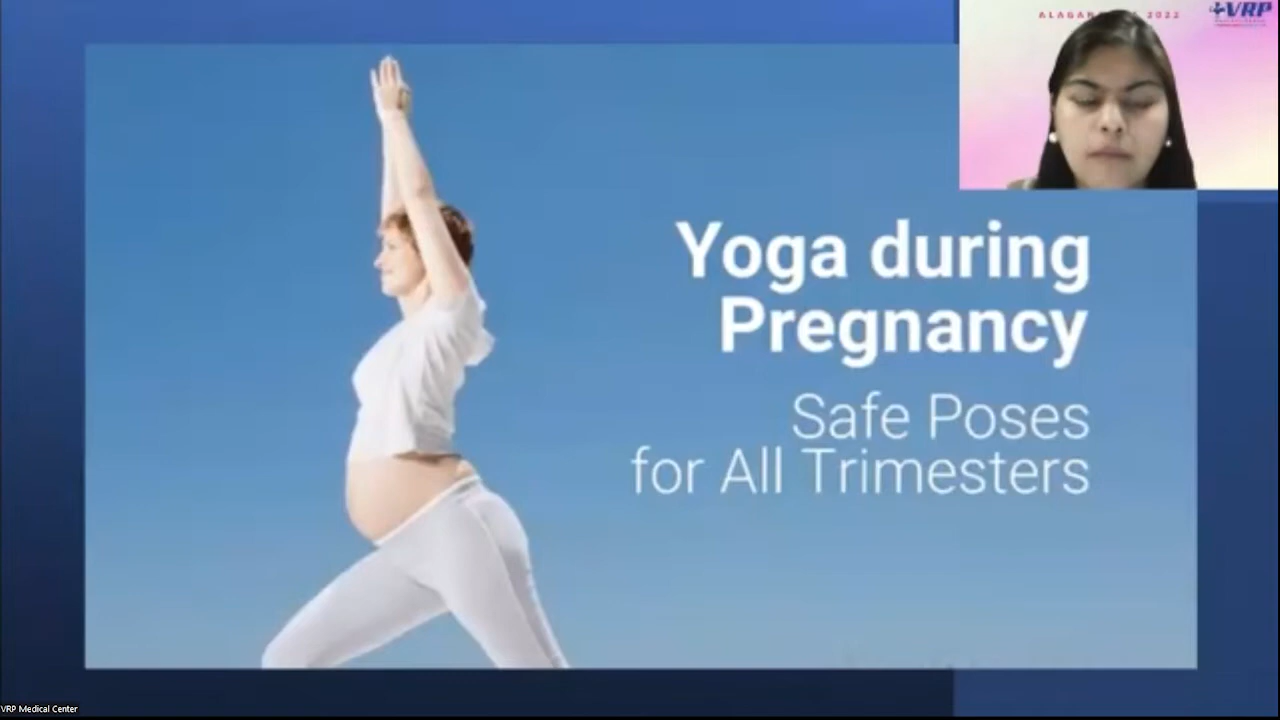 2022
VRP
Yoga during
Pregnancy
Safe Poses
for All Trimesters
VRP Medical Center